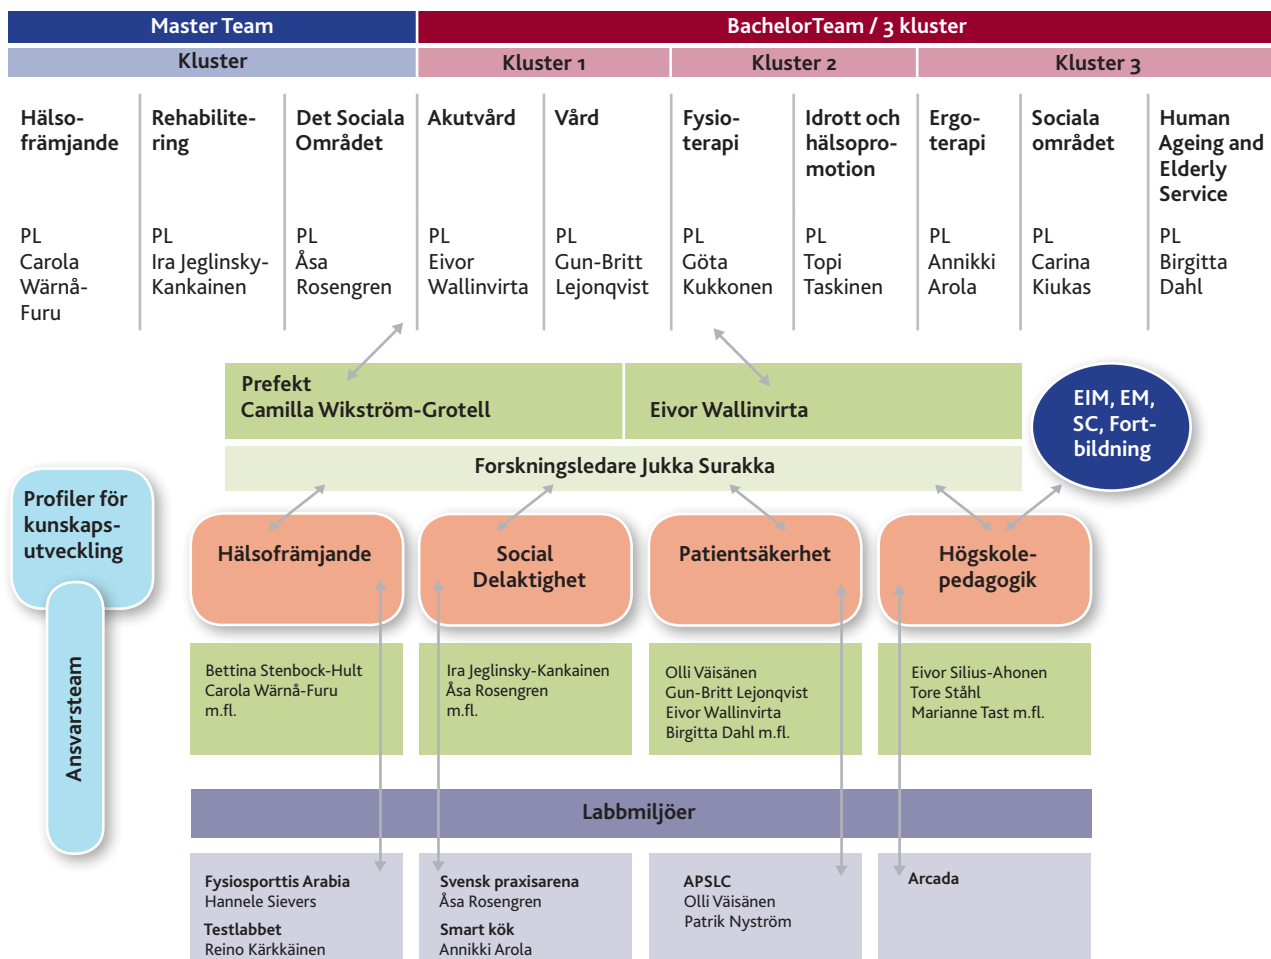 Master Team
BachelorTeam / 3 kluster
Kluster
Kluster 1
Kluster 2
Kluster 3
Hälso-
främjande
Rehabilite-
ring
Det Sociala
Området
Akutvård
Vård
Fysio-
terapi
Idrott och
hälsopro-
motion
Ergo-
terapi
Sociala
området
Human
Ageing and
Elderly
Service
PL
Carola
Wärnå-
Furu
PL
Ira Jeglinsky-
Kankainen
PL
Åsa
Rosengren
PL
Eivor
Wallinvirta
PL
Gun-Britt
Lejonqvist
PL
Göta
Kukkonen
PL
Topi
Taskinen
PL
Annikki
Arola
PL
Carina
Kiukas
PL
Birgitta
Dahl
Prefekt
Camilla Wikström-Grotell
Eivor Wallinvirta
EIM, EM,
SC, Fort-
bildning
Forskningsledare Jukka Surakka
Profiler för
kunskaps-
utveckling
Ansvarsteam
Hälsofrämjande
Social
Delaktighet
Patientsäkerhet
Högskole-
pedagogik
Bettina Stenbock-Hult
Carola Wärnå-Furu
m.fl.
Ira Jeglinsky-Kankainen
Åsa Rosengren
m.fl.
Olli Väisänen
Gun-Britt Lejonqvist
Eivor Wallinvirta
Birgitta Dahl m.fl.
Eivor Silius-Ahonen
Tore Ståhl
Marianne Tast m.fl.
Labbmiljöer
Fysiosporttis Arabia
Hannele Sievers
Testlabbet
Reino Kärkkäinen
Svensk praxisarena
Åsa Rosengren
Smart kök
Annikki Arola
APSLC
Olli Väisänen
Patrik Nyström
Arcada